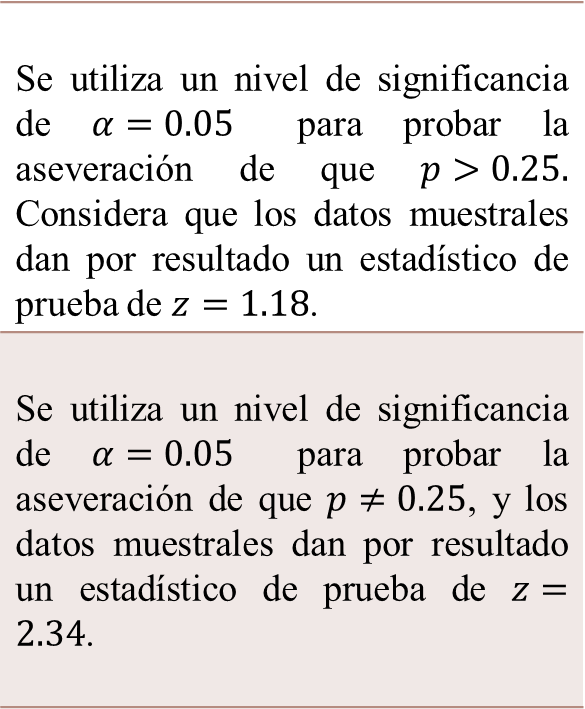 Se utiliza un nivel de significancia
de α = 0.05 para probar la
aseveración de que p > 0.25.
Considera que los datos muestrales
dan por resultado un estadístico de
prueba de z = 1.18.
Se utiliza un nivel de significancia
de α = 0.05 para probar la
aseveración de que p ≠ 0.25, y los
datos muestrales dan por resultado
un estadístico de prueba de z =
2.34.